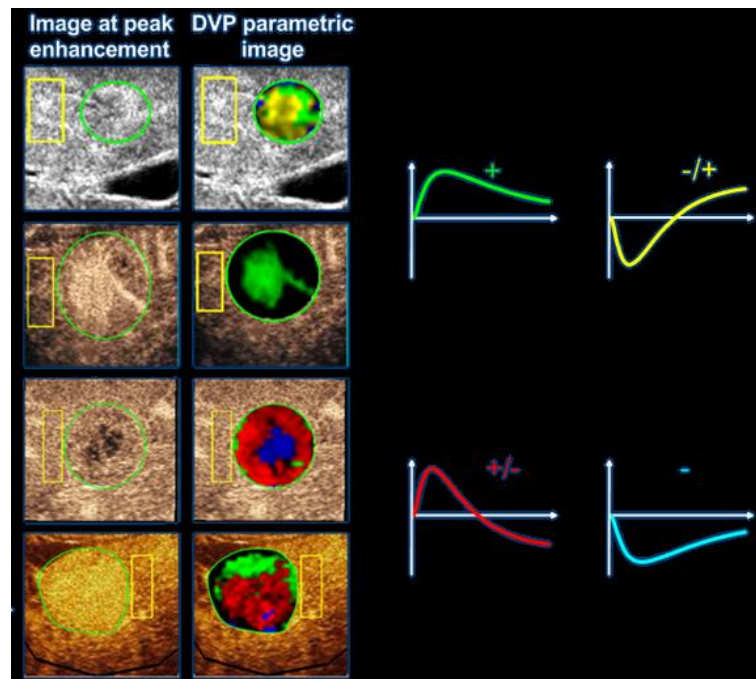 Image at peak
enhancement
DVP parametric
image
+
-/+
+/-
-